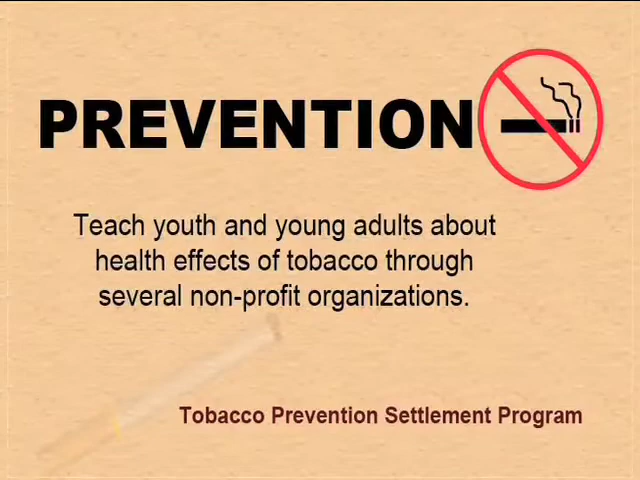 PREVENTION
Teach youth and young adults about
health effects of tobacco through
several non-profit organizations.
Tobacco Prevention Settlement Program